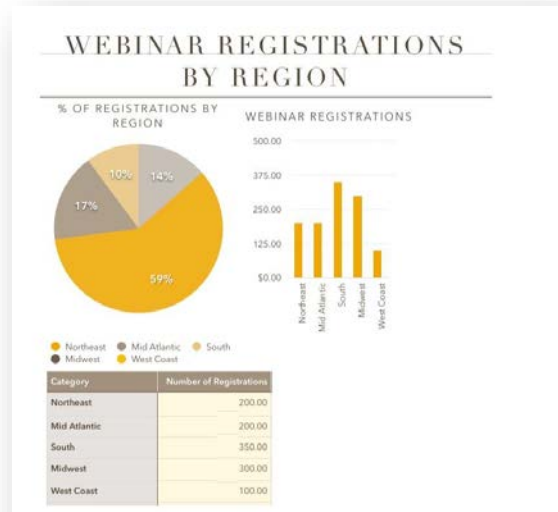 WEBINAR REGISTRATIONS
BY REGION
% OF REGISTRATIONS BY
REGION
10%
14%
17%
59%
Northeast Mid Atlantic South
Midwest West Coast
WEBINAR REGISTRATIONS
500.00
375.00
250.00
125.00
$0.00
Northeast
Mid Atlantic
South
Midwest
West Coast
Category Number of Registrations
Northeast 200.00
Mid Atlantic 200.00
South 350.00
Midwest 300.00
West Coast 100.00